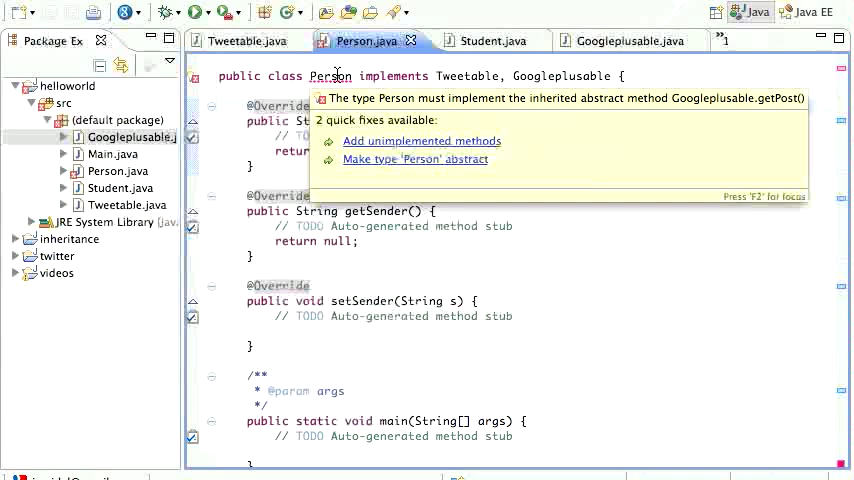 Java
Java EE
Package Ex
Tweetable.java
Person.java
Student.java
Googleplusable.java
1
helloworld
src
(default package)
Googleplusable.j
Main.java
Person.java
Student.java
Tweetable.java
JRE System Library [jav
inheritance
twitter
videos
public class Person implements Tweetable, Googleplusable {
@Override
public St
// TO
retur
}
The type Person must implement the inherited abstract method Googleplusable.getPost()
2 quick fixes available:
Add unimplemented methods
Make type 'Person' abstract
Press 'F2' for focus
@Override
public String getSender() {
// TODO Auto-generated method stub
return null;
}
@Override
public void setSender(String s) {
// TODO Auto-generated method stub
}
/**
* @param args
*/
public static void main(String[] args) {
// TODO Auto-generated method stub
}